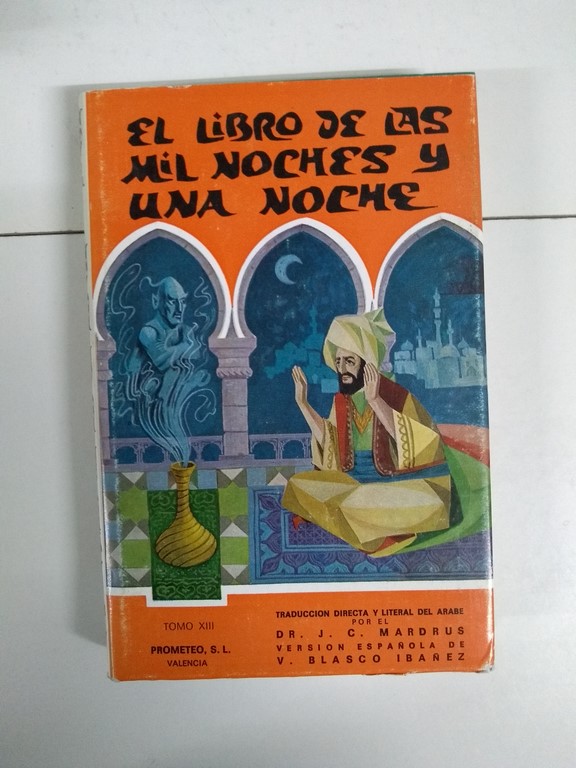 EL LIBRO DE LAS
MIL NOCHES Y
UNA NOCHE
TOMO XIII
PROMETEO, S. L.
VALENCIA
TRADUCCION DIRECTA Y LITERAL DEL ARABE
POR EL
DR. J. C. MARDRUS
VERSION ESPAÑOLA DE
V. BLASCO IBAÑEZ